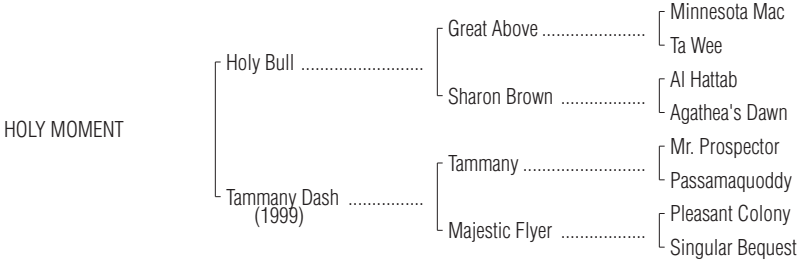 Minnesota Mac
Great Above ......................
Ta Wee
Holy Bull .........................
Al Hattab
Sharon Brown ..................
Agathea's Dawn
HOLY MOMENT
Mr. Prospector
Tammany .........................
Passamaquoddy
Tammany Dash ................
(1999)
Pleasant Colony
Majestic Flyer ..................
Singular Bequest